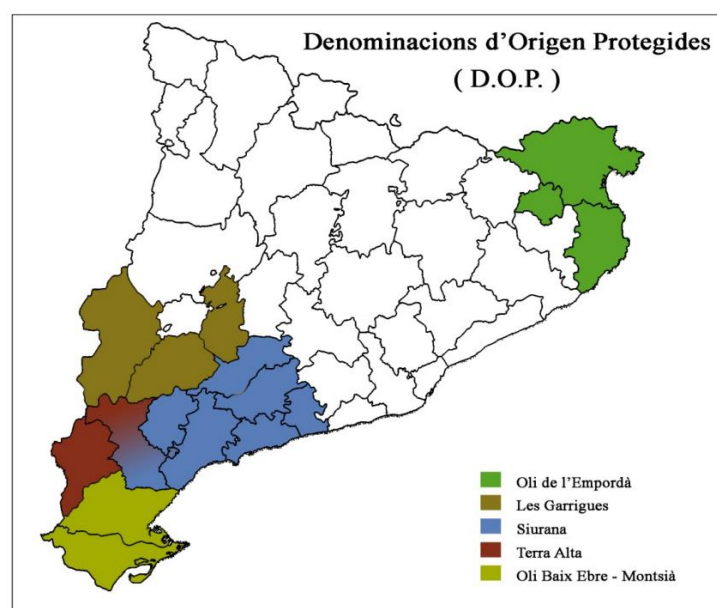 Denominacions d'Origen Protegides
( D.O.P. )
Oli de l'Empordà
Les Garrigues
Siurana
Terra Alta
Oli Baix Ebre - Montsià